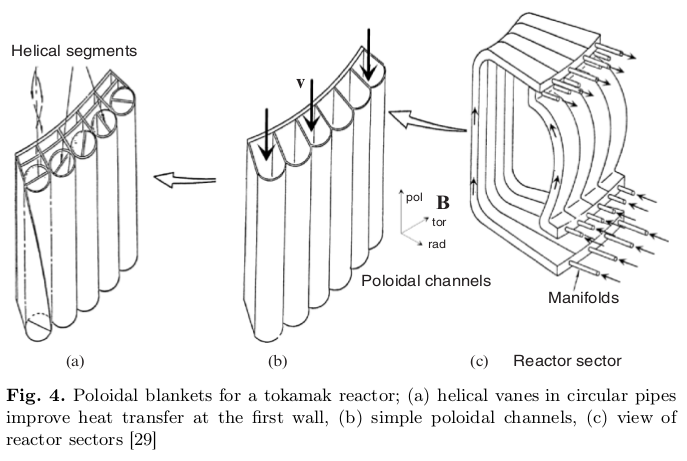 Helical segments
v
pol
B
tor
rad
Poloidal channels
Manifolds
(a)
(b)
(c)
Reactor sector
Fig. 4. Poloidal blankets for a tokamak reactor; (a) helical vanes in circular pipes
improve heat transfer at the first wall, (b) simple poloidal channels, (c) view of
reactor sectors [29]